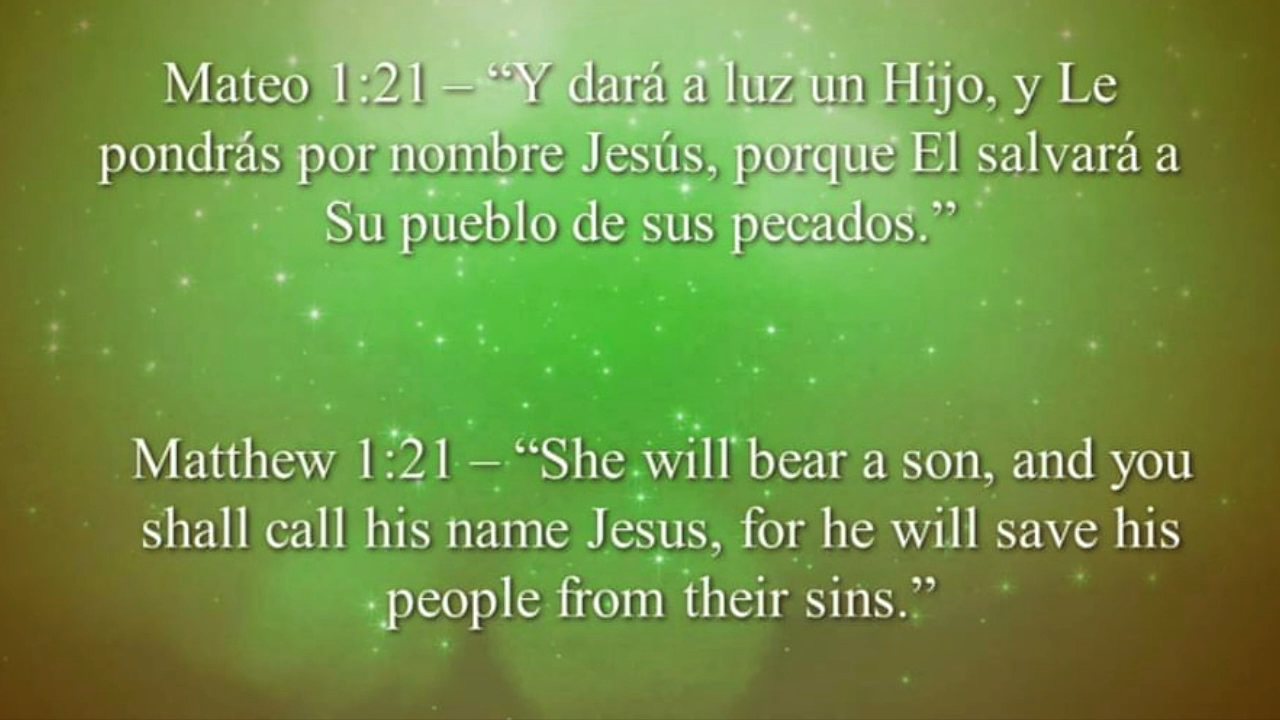 Mateo 1:21 – “Y dará a luz un Hijo, y Le
pondrás por nombre Jesús, porque El salvará a
Su pueblo de sus pecados.”
Matthew 1:21 – “She will bear a son, and you
shall call his name Jesus, for he will save his
people from their sins.”